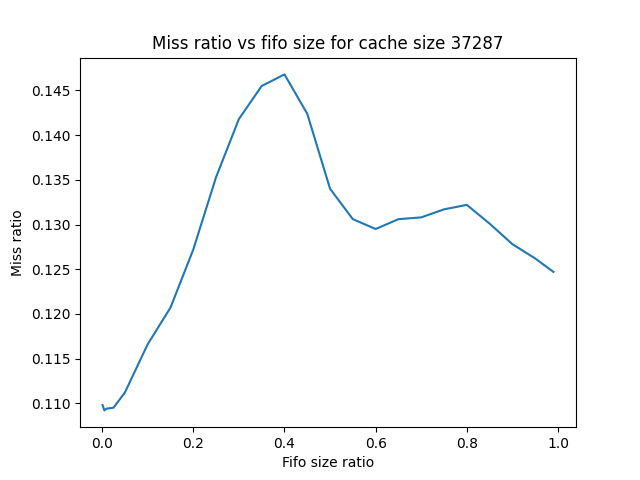 Miss ratio vs fifo size for cache size 37287
0.145
0.140
0.135
0.130
0.125
0.120
0.115
0.110
Miss ratio
0.0 0.2 0.4 0.6 0.8 1.0
Fifo size ratio